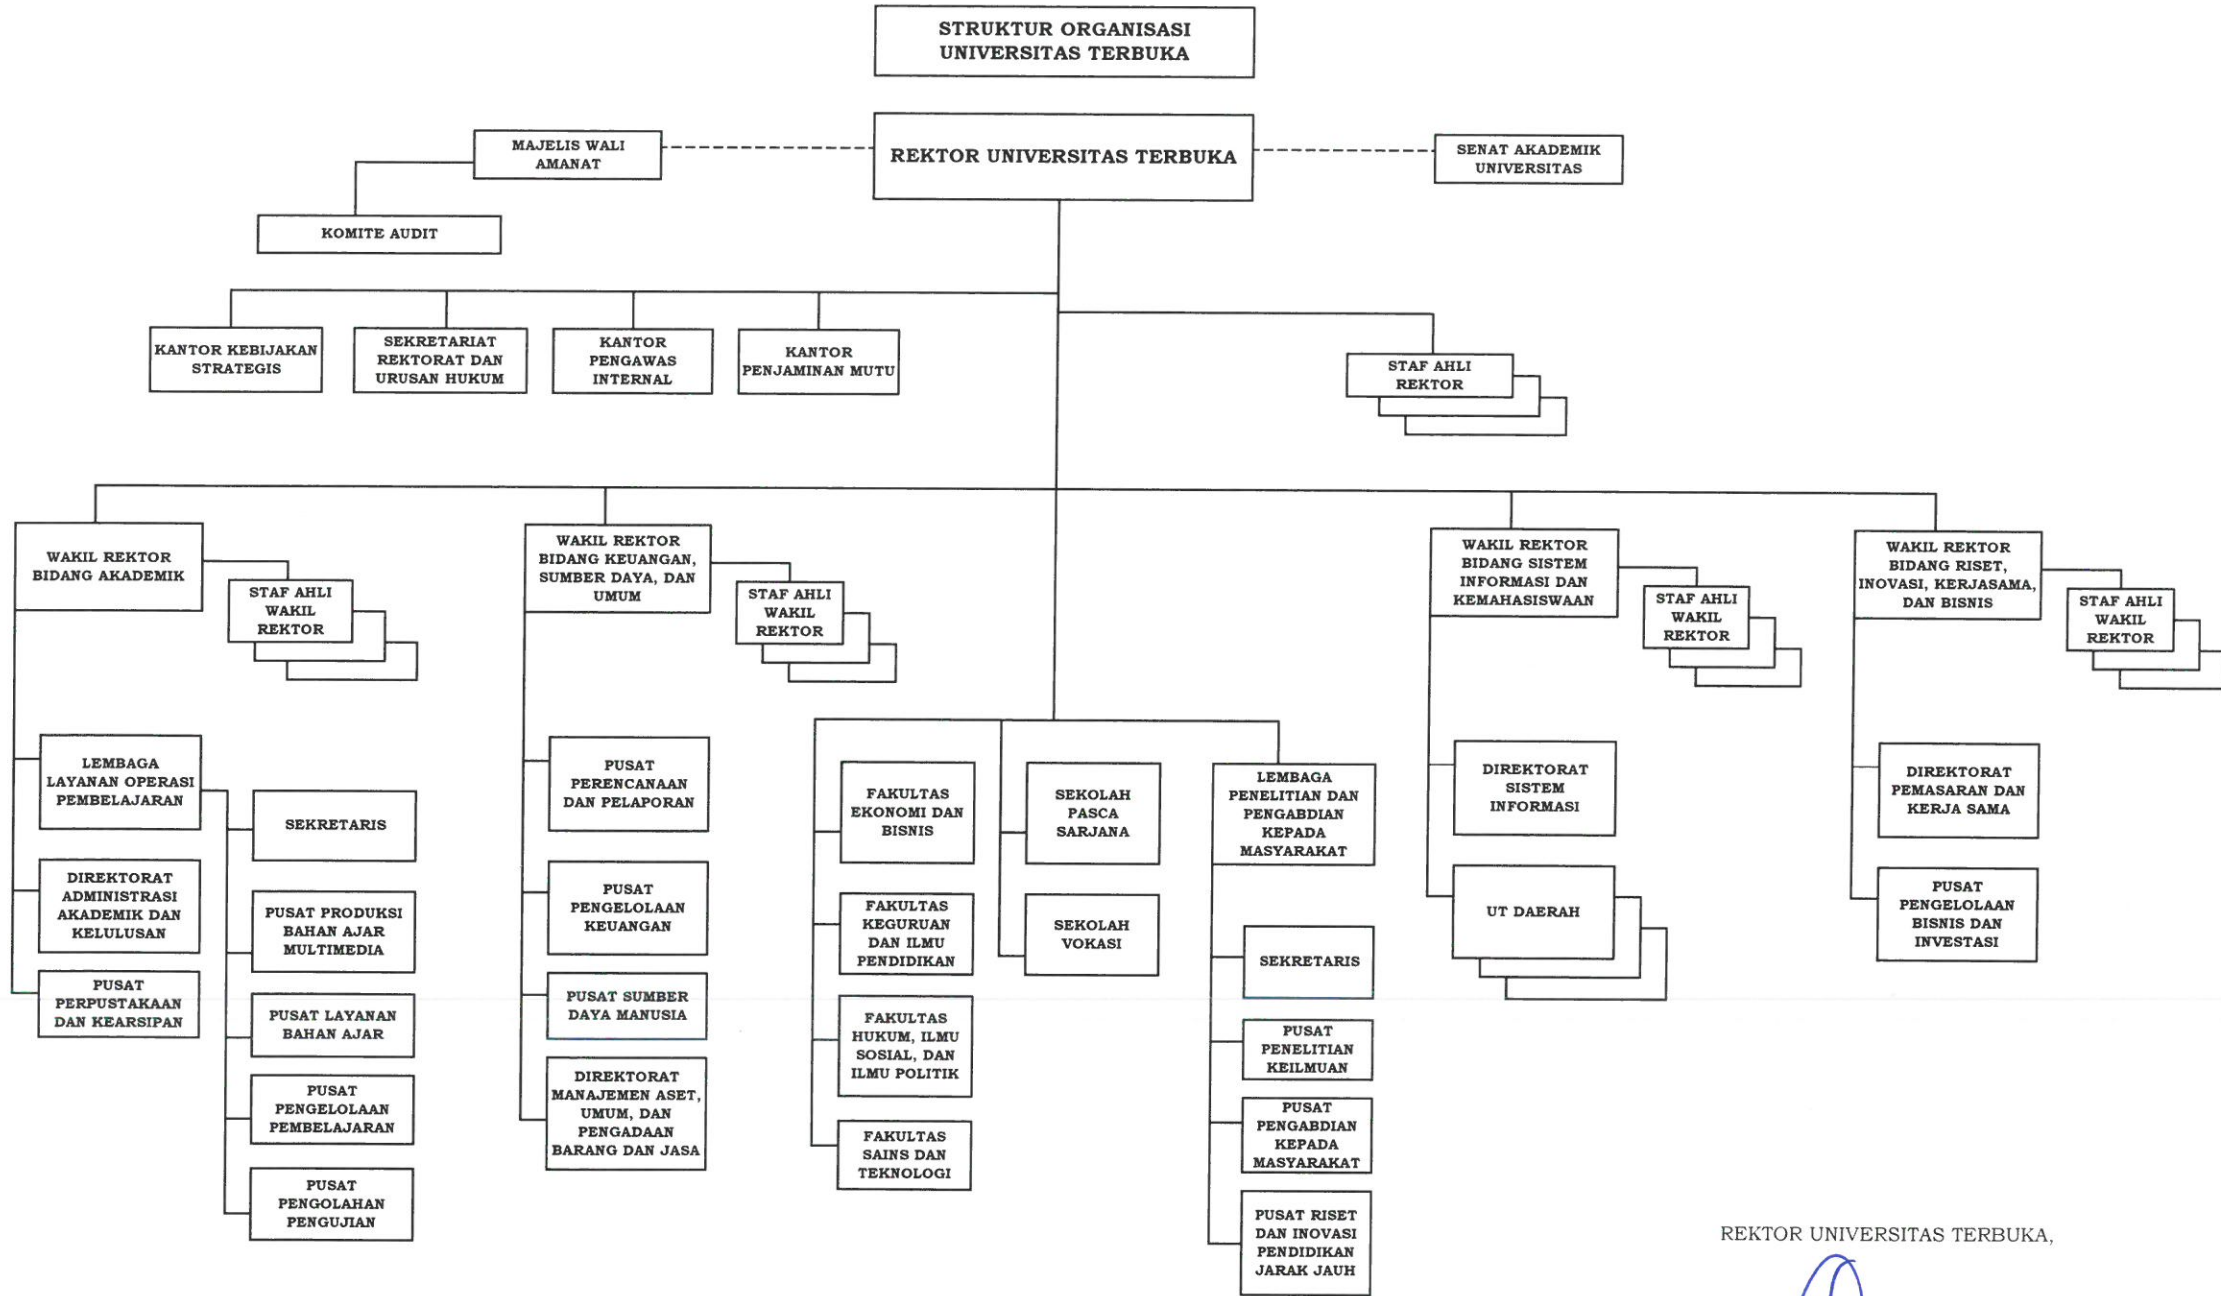 STRUKTUR ORGANISASI
UNIVERSITAS TERBUKA
MAJELIS WALI
AMANAT
REKTOR UNIVERSITAS TERBUKA
SENAT AKADEMIK
UNIVERSITAS
KOMITE AUDIT
KANTOR KEBIJAKAN
STRATEGIS
SEKRETARIAT
REKTORAT DAN
URUSAN HUKUM
KANTOR
PENGAWAS
INTERNAL
KANTOR
PENJAMINAN MUTU
STAF AHLI
REKTOR
WAKIL REKTOR
BIDANG AKADEMIK
STAF AHLI
WAKIL
REKTOR
WAKIL REKTOR
BIDANG KEUANGAN,
SUMBER DAYA, DAN
UMUM
STAF AHLI
WAKIL
REKTOR
WAKIL REKTOR
BIDANG SISTEM
INFORMASI DAN
KEMAHASISWAAN
STAF AHLI
WAKIL
REKTOR
WAKIL REKTOR
BIDANG RISET,
INOVASI, KERJASAMA,
DAN BISNIS
STAF AHLI
WAKIL
REKTOR
LEMBAGA
LAYANAN OPERASI
PEMBELAJARAN
DIREKTORAT
ADMINISTRASI
AKADEMIK DAN
KELULUSAN
PUSAT
PERPUSTAKAAN
DAN KEARSIPAN
SEKRETARIS
PUSAT PRODUKSI
BAHAN AJAR
MULTIMEDIA
PUSAT LAYANAN
BAHAN AJAR
PUSAT
PENGELOLAAN
PEMBELAJARAN
PUSAT
PENGOLAHAN
PENGUJIAN
PUSAT
PERENCANAAN
DAN PELAPORAN
PUSAT
PENGELOLAAN
KEUANGAN
PUSAT SUMBER
DAYA MANUSIA
DIREKTORAT
MANAJEMEN ASET,
UMUM, DAN
PENGADAAN
BARANG DAN JASA
FAKULTAS
EKONOMI DAN
BISNIS
FAKULTAS
KEGURUAN
DAN ILMU
PENDIDIKAN
FAKULTAS
HUKUM, ILMU
SOSIAL, DAN
ILMU POLITIK
FAKULTAS
SAINS DAN
TEKNOLOGI
SEKOLAH
PASCA
SARJANA
SEKOLAH
VOKASI
LEMBAGA
PENELITIAN DAN
PENGABDIAN
KEPADA
MASYARAKAT
SEKRETARIS
PUSAT
PENELITIAN
KEILMUAN
PUSAT
PENGABDIAN
KEPADA
MASYARAKAT
PUSAT RISET
DAN INOVASI
PENDIDIKAN
JARAK JAUH
DIREKTORAT
SISTEM
INFORMASI
UT DAERAH
DIREKTORAT
PEMASARAN DAN
KERJA SAMA
PUSAT
PENGELOLAAN
BISNIS DAN
INVESTASI
REKTOR UNIVERSITAS TERBUKA,